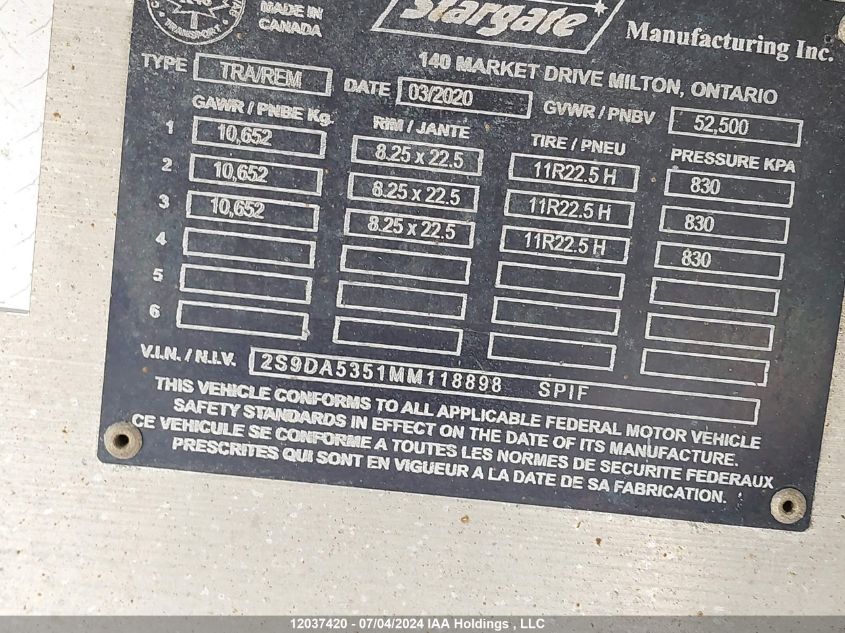 TRANSPORT
MADE IN
CANADA
Stargate
Manufacturing Inc.
140 MARKET DRIVE MILTON, ONTARIO
TYPE TRA/REM DATE 03/2020 GVWR / PNBV 52,500
GAWR / PNBE Kg. RIM / JANTE TIRE / PNEU PRESSURE KPA
1 10,652 8.25 x 22.5 11R22.5 H 830
2 10,652 8.25 x 22.5 11R22.5 H 830
3 10,652 8.25 x 22.5 11R22.5 H 830
4
5
6
V.I.N. / N.I.V. 2S9DA5351MM118898 SPIF
THIS VEHICLE CONFORMS TO ALL APPLICABLE FEDERAL MOTOR VEHICLE
SAFETY STANDARDS IN EFFECT ON THE DATE OF ITS MANUFACTURE.
CE VEHICULE SE CONFORME A TOUTES LES NORMES DE SECURITE FEDERAUX
PRESCRITES QUI SONT EN VIGUEUR A LA DATE DE SA FABRICATION.
12037420 - 07/04/2024 IAA Holdings , LLC